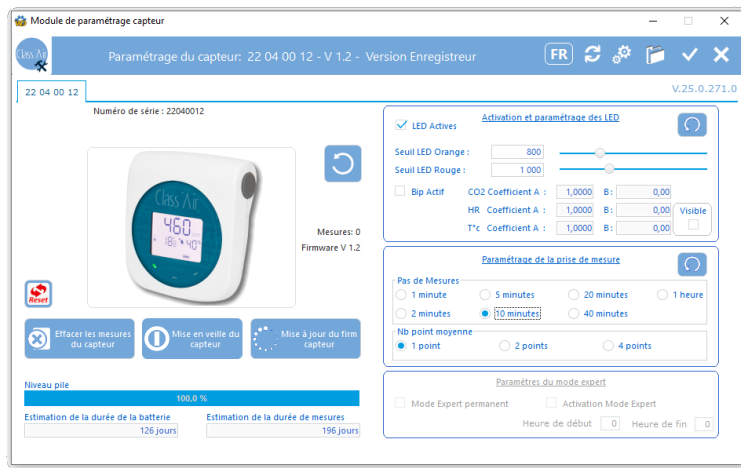 Module de paramétrage capteur
Class Air
Paramétrage du capteur: 22 04 00 12 - V 1.2 - Version Enregistreur
FR
22 04 00 12
V.25.0.271.0
Numéro de série : 22040012
Class Air
460
18
40%
Mesures: 0
Firmware V 1.2
Reset
Effacer les mesures
du capteur
Mise en veille du
capteur
Mise à jour du firm
capteur
Niveau pile
100,0 %
Estimation de la durée de la batterie
Estimation de la durée de mesures
126 jours
196 jours
Activation et paramétrage des LED
LED Actives
Seuil LED Orange :
800
Seuil LED Rouge :
1 000
Bip Actif
CO2 Coefficient A :
1,0000
B :
0,00
HR Coefficient A :
1,0000
B :
0,00
Visible
T°c Coefficient A :
1,0000
B :
0,00
Paramétrage de la prise de mesure
Pas de Mesures
1 minute
5 minutes
20 minutes
1 heure
2 minutes
10 minutes
40 minutes
Nb point moyenne
1 point
2 points
4 points
Paramétres du mode expert
Mode Expert permanent
Activation Mode Expert
Heure de début
0
Heure de fin
0